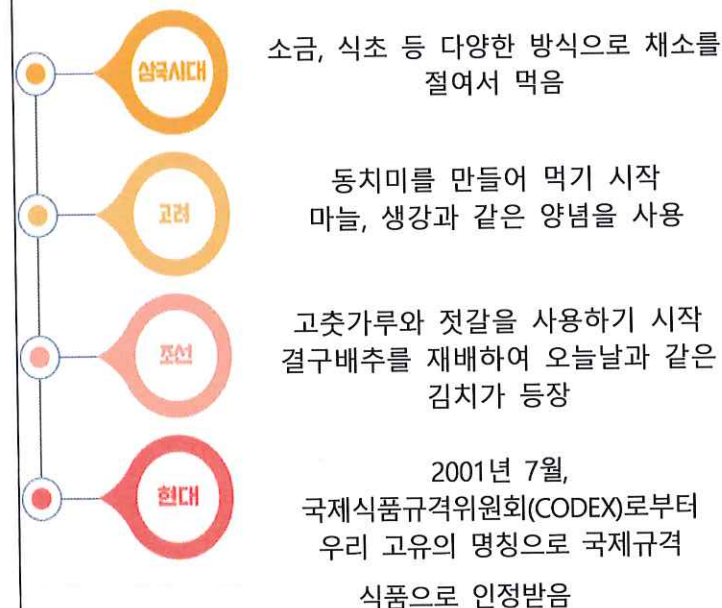 삼국시대
소금, 식초 등 다양한 방식으로 채소를
절여서 먹음
고려
동치미를 만들어 먹기 시작
마늘, 생강과 같은 양념을 사용
조선
고춧가루와 젓갈을 사용하기 시작
결구배추를 재배하여 오늘날과 같은
김치가 등장
현대
2001년 7월,
국제식품규격위원회(CODEX)로부터
우리 고유의 명칭으로 국제규격
식품으로 인정받음